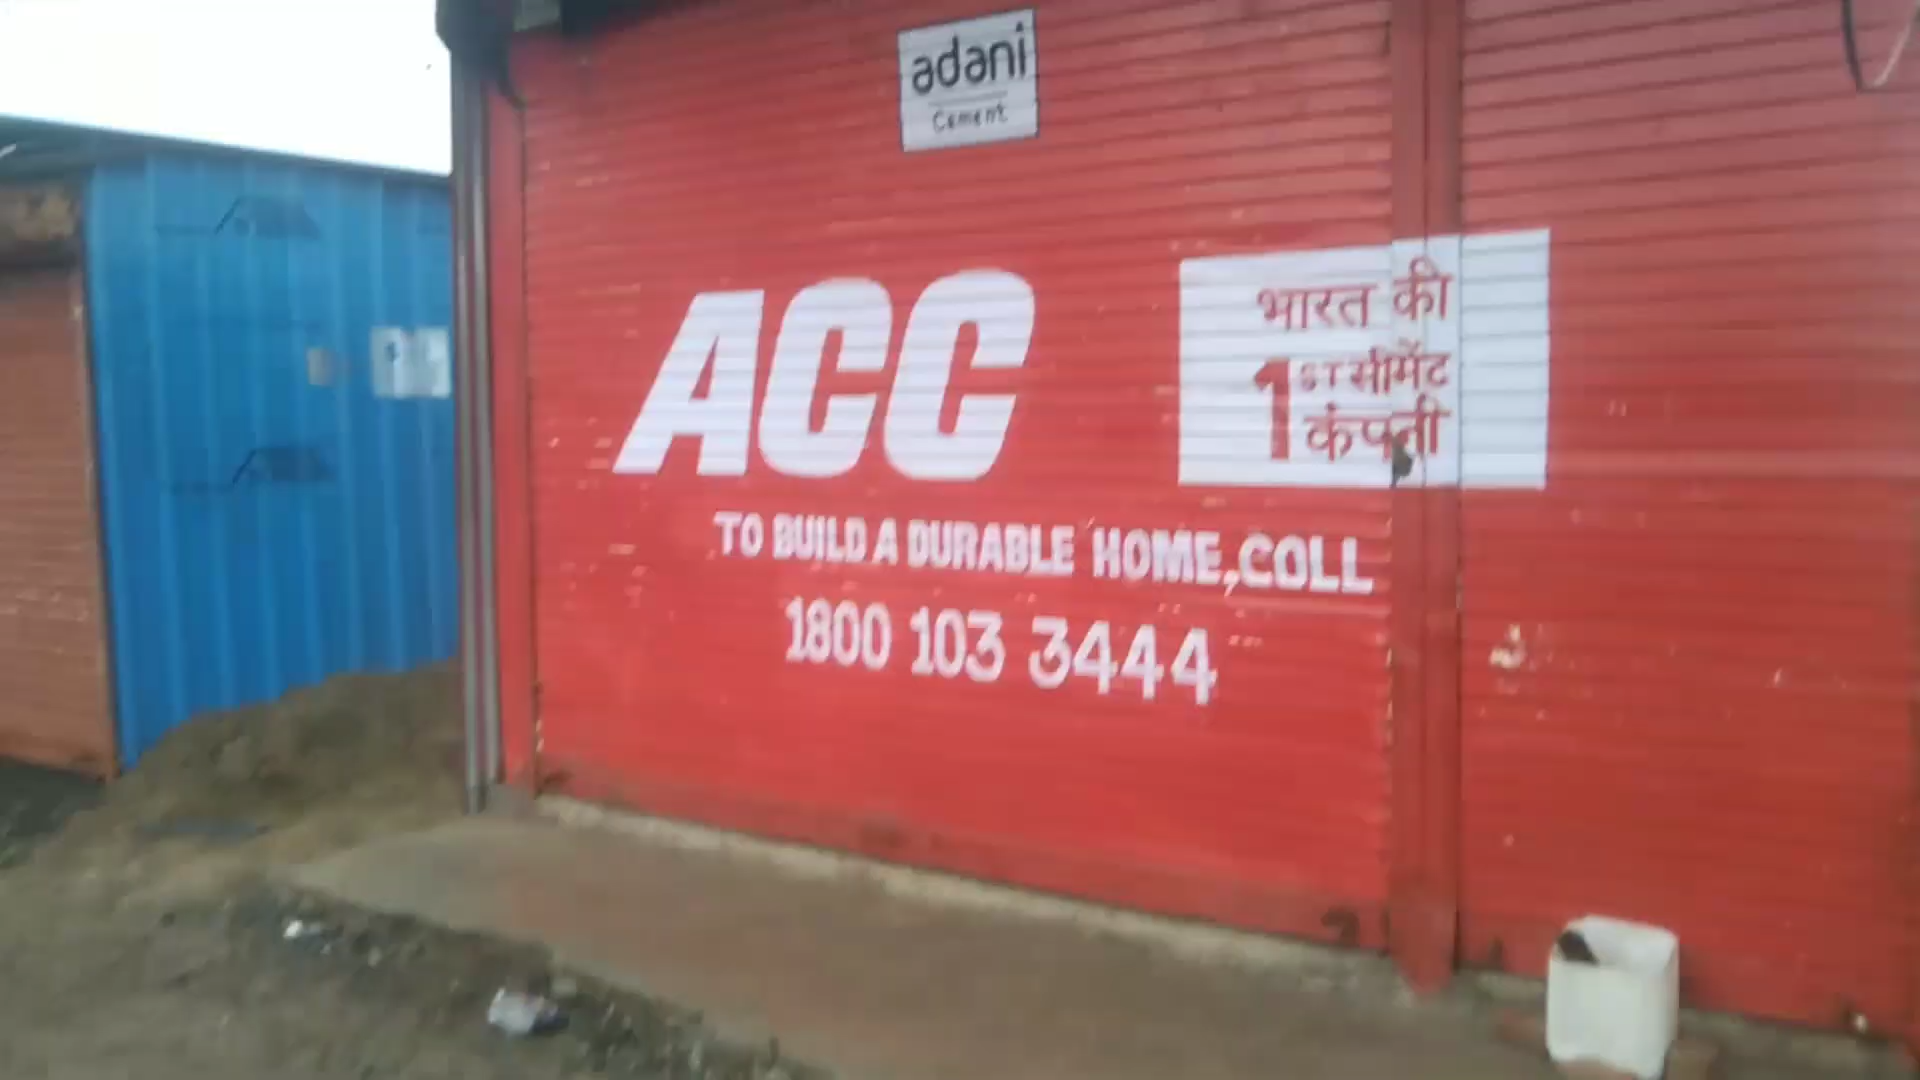 adani
Cement
ACC
भारत की
1ST सीमेंट
कंपनी
TO BUILD A DURABLE HOME,COLL
1800 103 3444